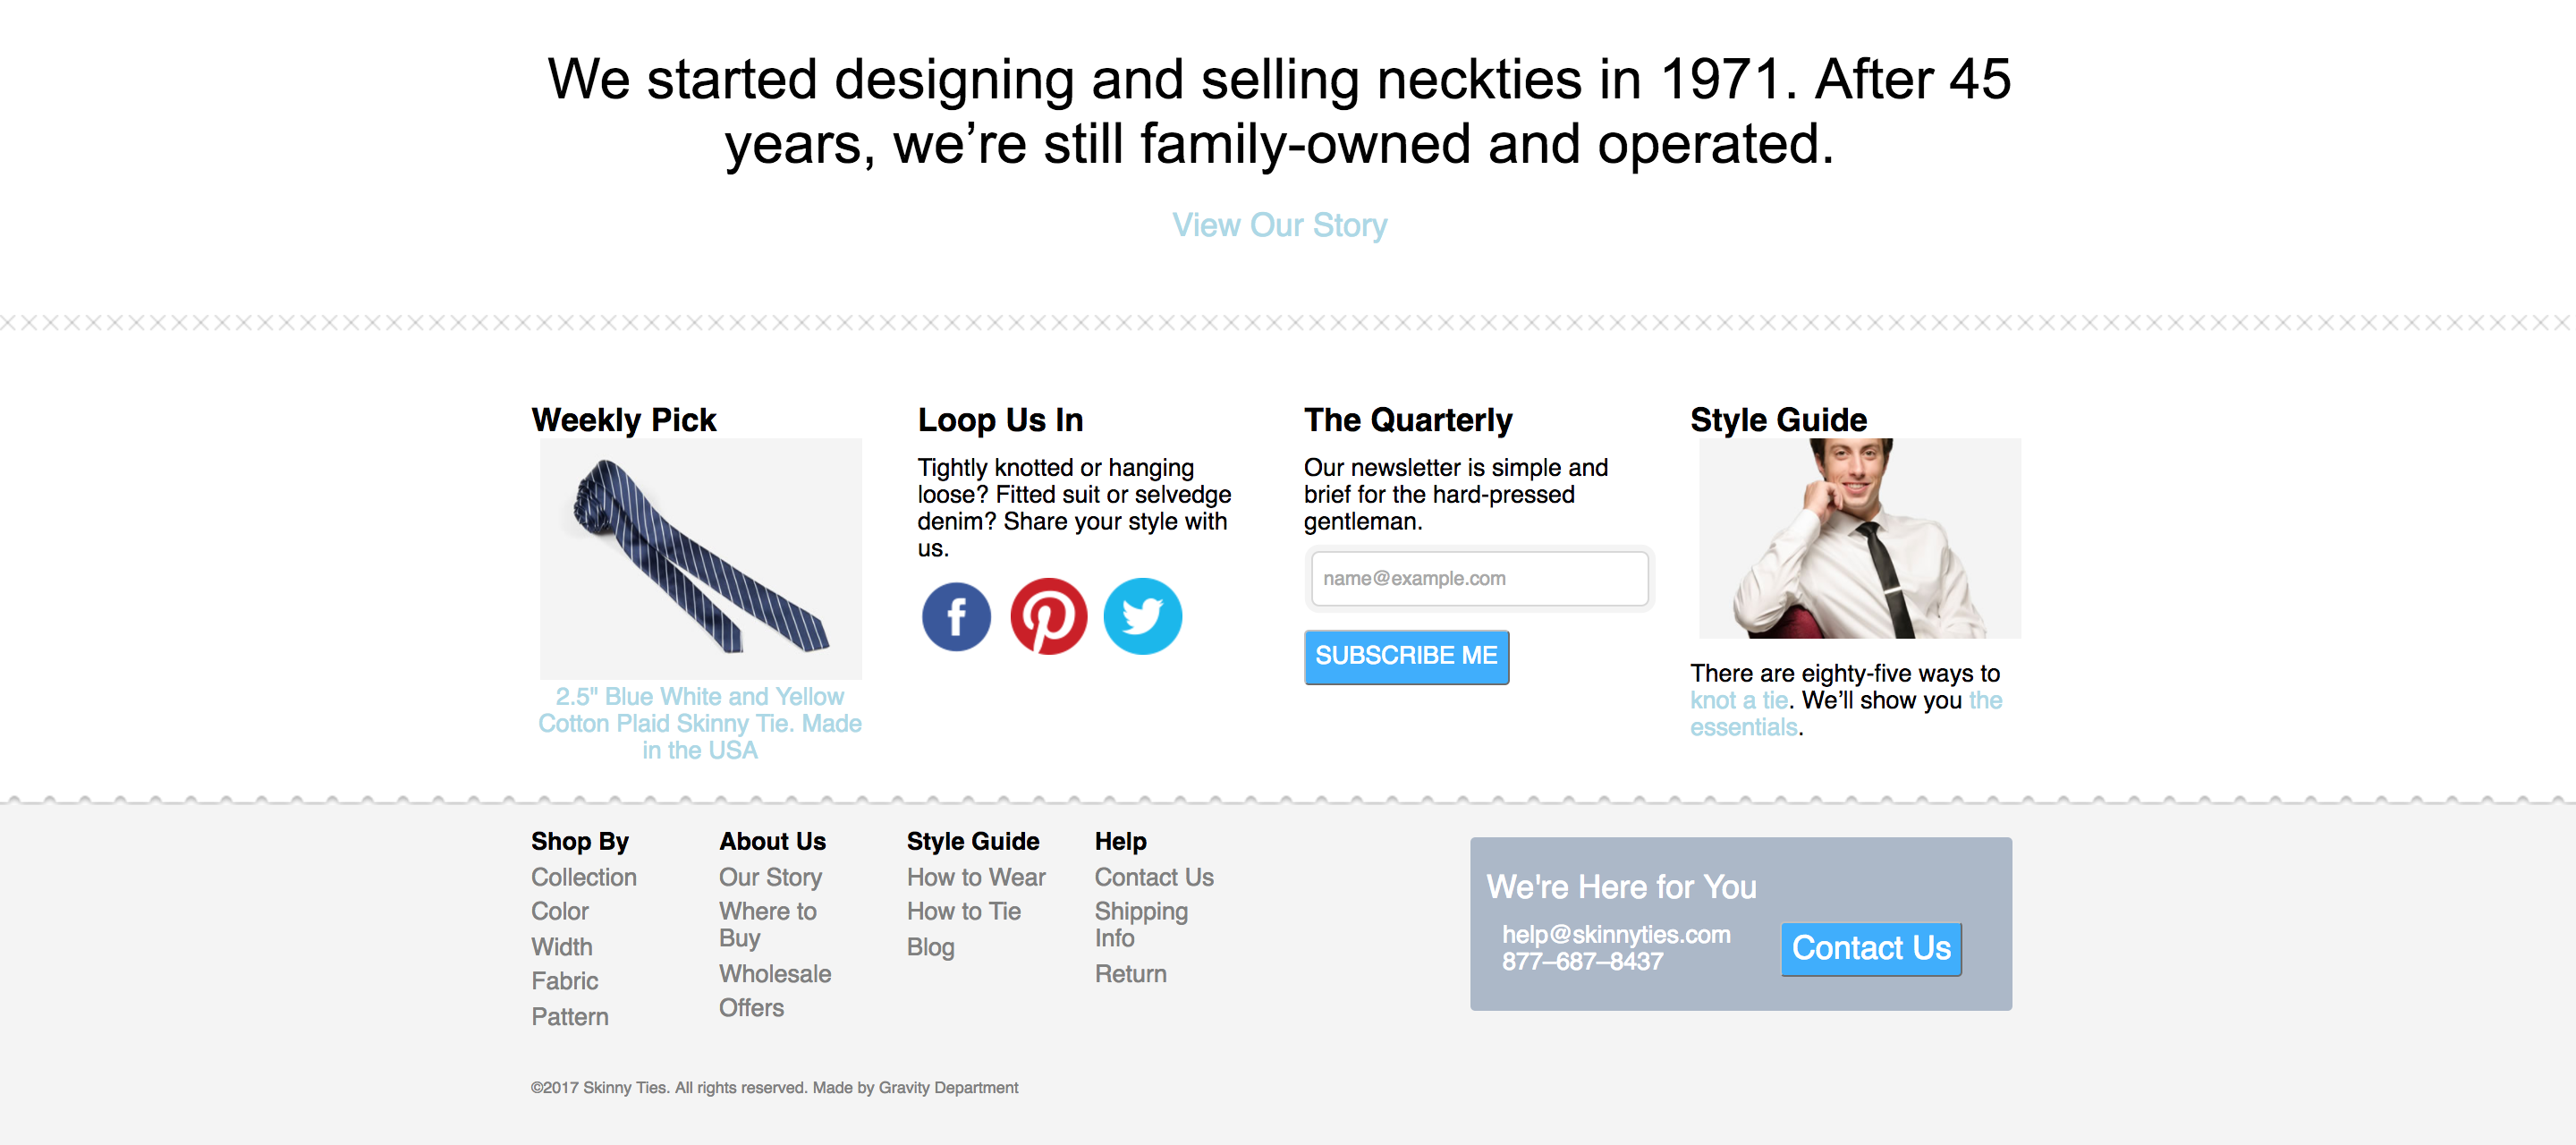 We started designing and selling neckties in 1971. After 45
years, we’re still family-owned and operated.
View Our Story
Weekly Pick
2.5" Blue White and Yellow
Cotton Plaid Skinny Tie. Made
in the USA
Loop Us In
Tightly knotted or hanging
loose? Fitted suit or selvedge
denim? Share your style with
us.
The Quarterly
Our newsletter is simple and
brief for the hard-pressed
gentleman.
name@example.com
SUBSCRIBE ME
Style Guide
There are eighty-five ways to
knot a tie. We’ll show you the
essentials.
Shop By
Collection
Color
Width
Fabric
Pattern
About Us
Our Story
Where to
Buy
Wholesale
Offers
Style Guide
How to Wear
How to Tie
Blog
Help
Contact Us
Shipping
Info
Return
We're Here for You
help@skinnyties.com
877–687–8437
Contact Us
©2017 Skinny Ties. All rights reserved. Made by Gravity Department